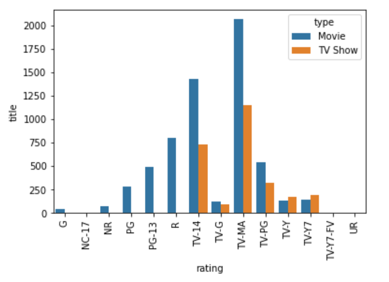 type
Movie
TV Show
2000
1750
1500
1250
1000
750
500
250
0
title
G
NC-17
NR
PG
PG-13
R
TV-14
TV-G
TV-MA
TV-PG
TV-Y
TV-Y7
TV-Y7-FV
UR
rating